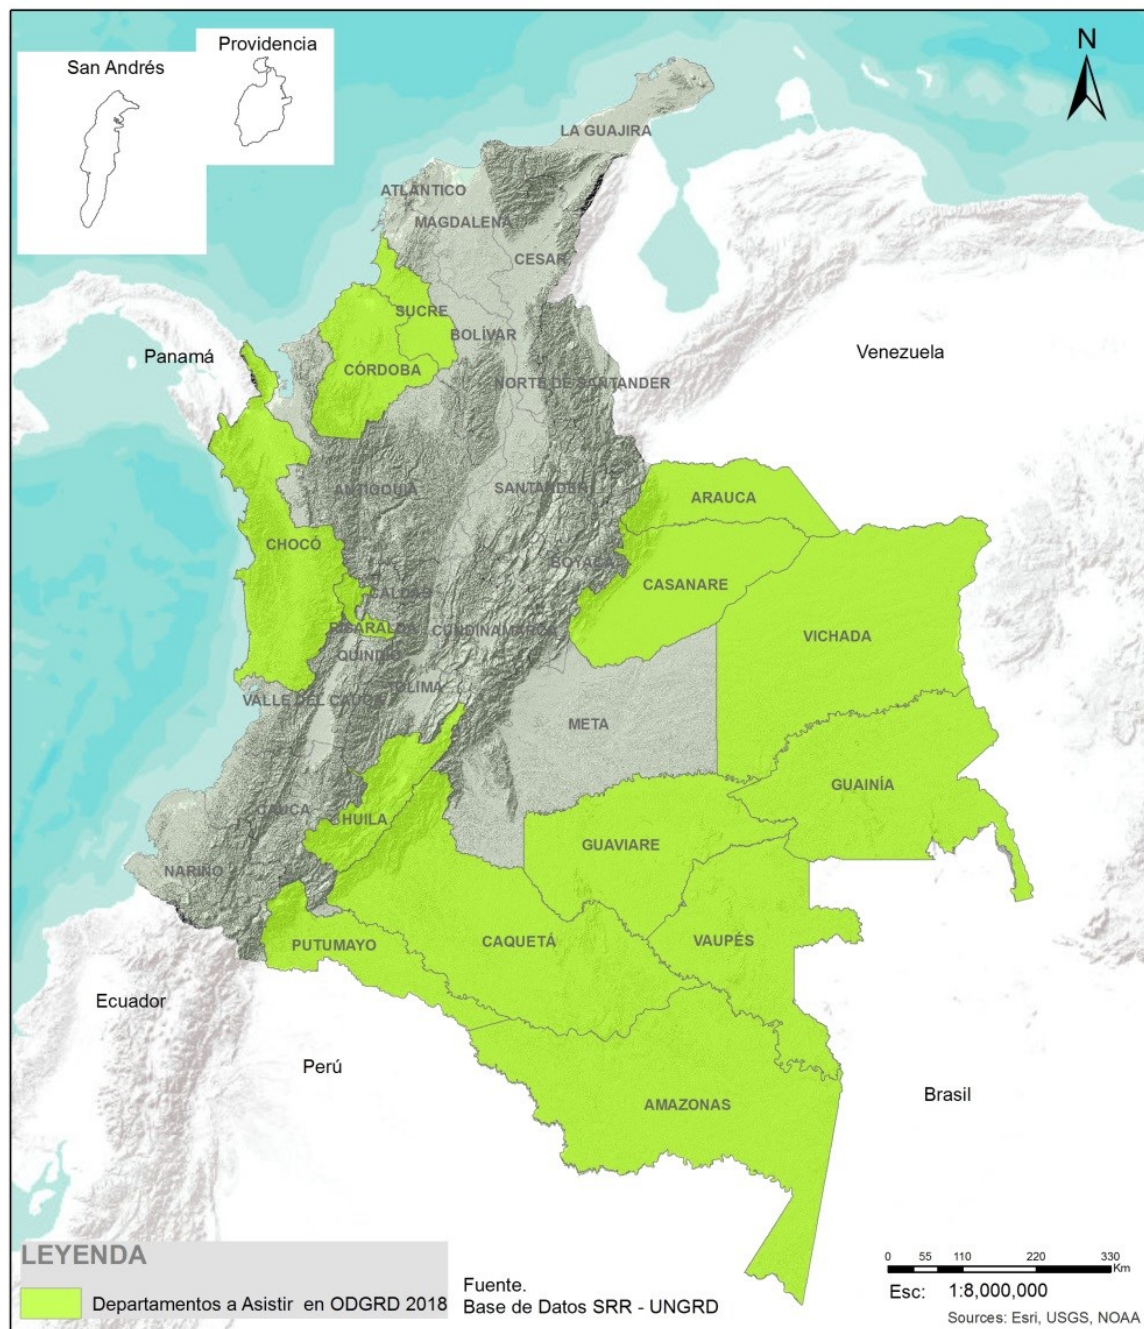 San Andrés
Providencia
N
LA GUAJIRA
ATLÁNTICO
MAGDALENA
CESAR
SUCRE
BOLÍVAR
Panamá
Venezuela
CÓRDOBA
NORTE DE SANTANDER
ANTIOQUIA
SANTANDER
ARAUCA
CHOCÓ
BOYACÁ
CASANARE
CALDAS
RISARALDA
CUNDINAMARCA
VICHADA
QUINDÍO
TOLIMA
VALLE DEL CAUCA
META
GUAINÍA
CAUCA
HUILA
GUAVIARE
NARIÑO
PUTUMAYO
CAQUETÁ
VAUPÉS
Ecuador
Perú
Brasil
AMAZONAS
LEYENDA
Departamentos a Asistir en ODGRD 2018
Fuente.
Base de Datos SRR - UNGRD
0 55 110 220 330
Km
Esc: 1:8,000,000
Sources: Esri, USGS, NOAA